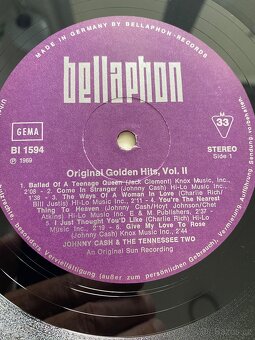 MADE IN GERMANY BY BELLAPHON-RECORDS
bellaphon
GEMA
BI 1594
Ⓟ 1969
M
33
STEREO
Side 1
Original Golden Hits, Vol. II
1. Ballad Of A Teenage Queen (Jack Clement) Knox Music, Inc.,
2:08 - 2. Come In Stranger (Johnny Cash) Hi-Lo Music Inc.
1:38 - 3. The Ways Of A Woman In Love (Charlie Rich/
Bill Justis) Hi-Lo Music Inc. 2:11 - 4. You're The Nearest
Thing To Heaven (Johnny Cash/Hoyt Johnson/Chet
Atkins) Hi-Lo Music Inc. E & M Publishers. 2:37
5. I Just Thought You'd Like (Charlie Rich) Hi-Lo
Music Inc. 2:19 - 6. Give My Love To Rose
(Johnny Cash) Knox Music Inc. 2:44
JOHNNY CASH & THE TENNESSEE TWO
An Original Sun Recording
Vervielfältigung (außer zum persönlichen Gebrauch),